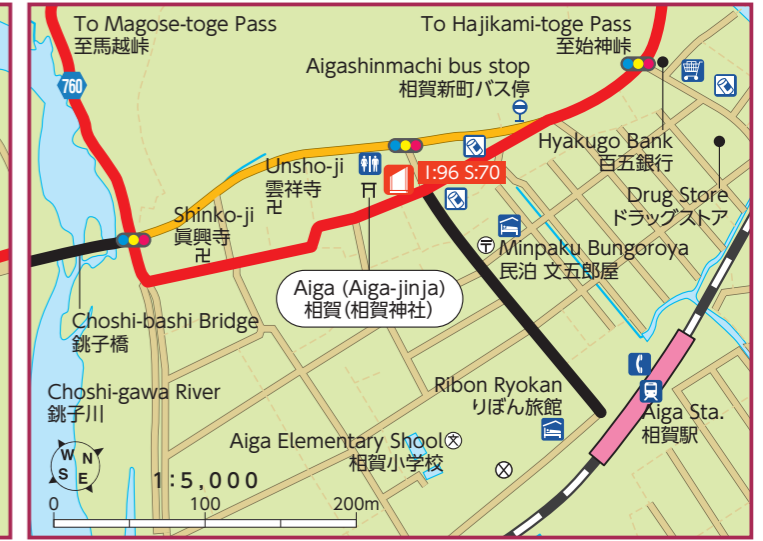 To Magose-toge Pass
至馬越峠
To Hajikami-toge Pass
至始神峠
760
Aigashinmachi bus stop
相賀新町バス停
Hyakugo Bank
百五銀行
Unsho-ji
雲祥寺
卍
I:96 S:70
Drug Store
ドラッグストア
Shinko-ji
眞興寺
卍
〒
Minpaku Bungoroya
民泊 文五郎屋
Aiga (Aiga-jinja)
相賀(相賀神社)
Choshi-bashi Bridge
銚子橋
Choshi-gawa River
銚子川
Ribon Ryokan
りぼん旅館
Aiga Sta.
相賀駅
Aiga Elementary Shool
文
相賀小学校
W N
S E
1:5,000
0 100 200m